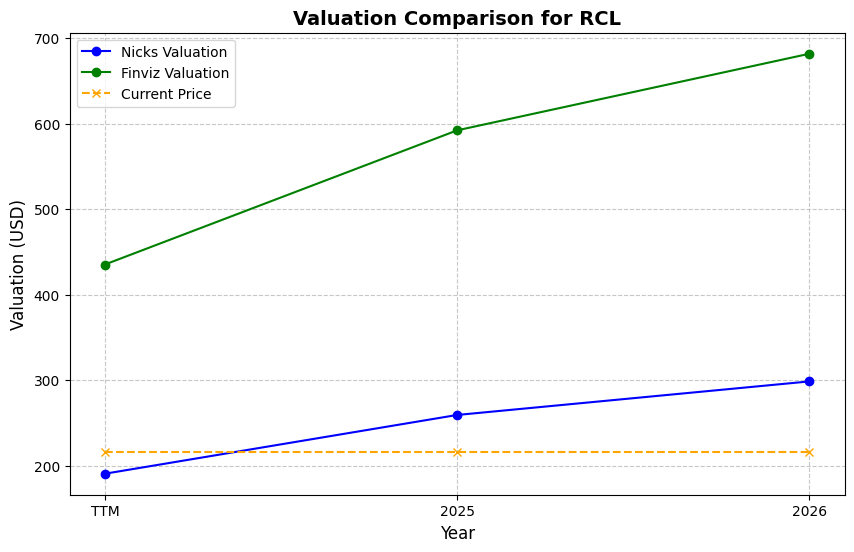 Valuation Comparison for RCL
Nicks Valuation
Finviz Valuation
Current Price
Valuation (USD)
700
600
500
400
300
200
TTM
2025
2026
Year